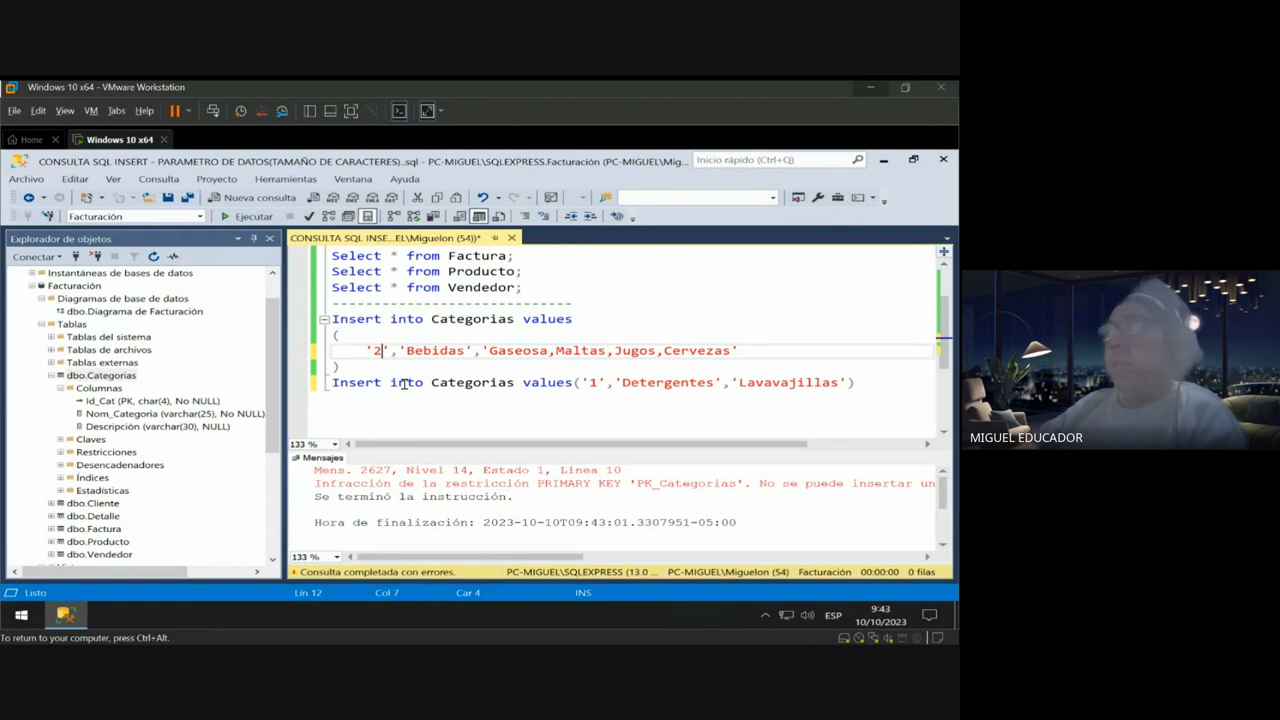 Windows 10 x64 - VMware Workstation
File Edit View VM Tabs Help
Home Windows 10 x64
CONSULTA SQL INSERT - PARAMETRO DE DATOS(TAMAÑO DE CARACTERES)..sql - PC-MIGUEL\SQLEXPRESS.Facturación (PC-MIGUEL\Mig... Inicio rápido (Ctrl+Q)
Archivo Editar Ver Consulta Proyecto Herramientas Ventana Ayuda
Nueva consulta
Facturación Ejecutar
Explorador de objetos
CONSULTA SQL INSE...EL\Miguelon (54))*
Conectar
Instantáneas de bases de datos
Facturación
Diagramas de base de datos
dbo.Diagrama de Facturación
Tablas
Tablas del sistema
Tablas de archivos
Tablas externas
dbo.Categorias
Columnas
Id_Cat (PK, char(4), No NULL)
Nom_Categoria (varchar(25), No NULL)
Descripción (varchar(30), NULL)
Claves
Restricciones
Desencadenadores
Índices
Estadísticas
dbo.Cliente
dbo.Detalle
dbo.Factura
dbo.Producto
dbo.Vendedor
Select * from Factura;
Select * from Producto;
Select * from Vendedor;
-----------------------------
Insert into Categorias values
(
'2','Bebidas','Gaseosa,Maltas,Jugos,Cervezas'
)
Insert into Categorias values('1','Detergentes','Lavavajillas')
133 %
Mensajes
Mens. 2627, Nivel 14, Estado 1, Línea 10
Infracción de la restricción PRIMARY KEY 'PK_Categorias'. No se puede insertar un
Se terminó la instrucción.
Hora de finalización: 2023-10-10T09:43:01.3307951-05:00
133 %
Consulta completada con errores. PC-MIGUEL\SQLEXPRESS (13.0 ... PC-MIGUEL\Miguelon (54) Facturación 00:00:00 0 filas
Listo Lín 12 Col 7 Car 4 INS
ESP 9:43
10/10/2023
To return to your computer, press Ctrl+Alt.
MIGUEL EDUCADOR